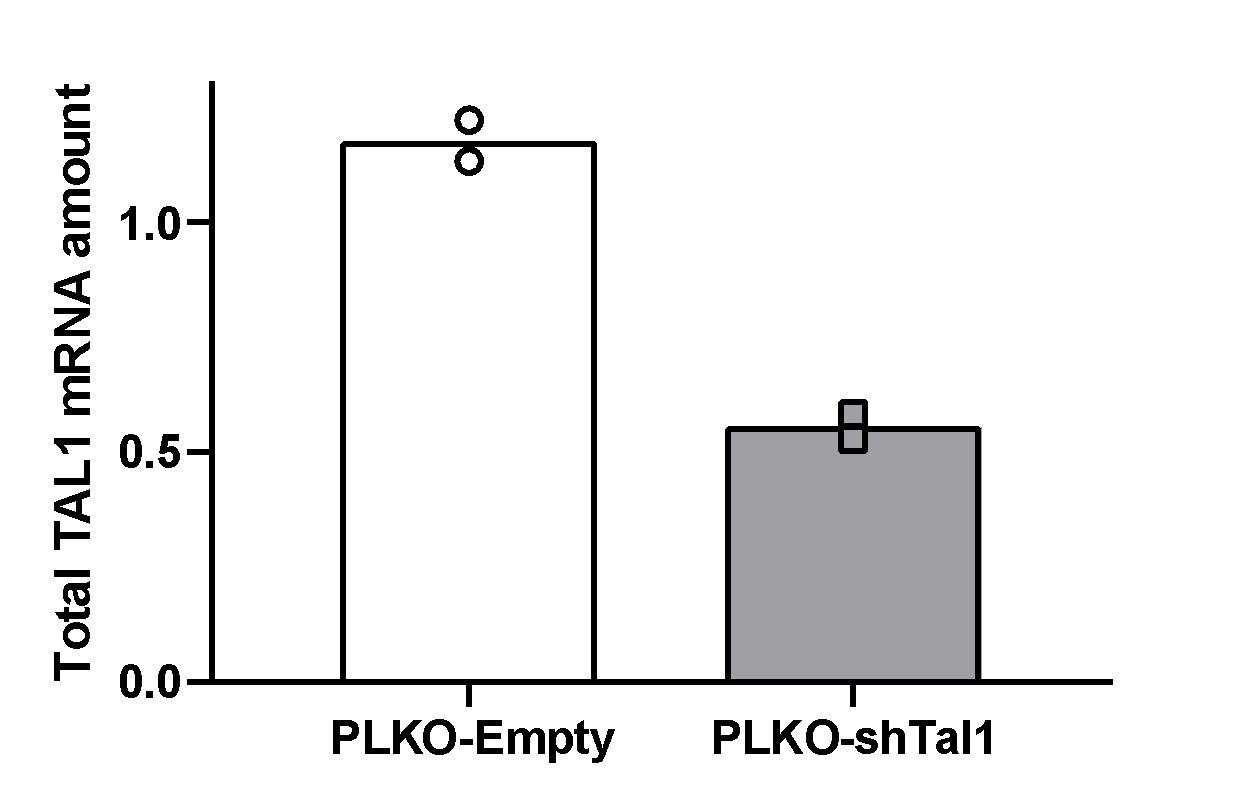 Total TAL1 mRNA amount
1.0
0.5
0.0
PLKO-Empty
PLKO-shTal1